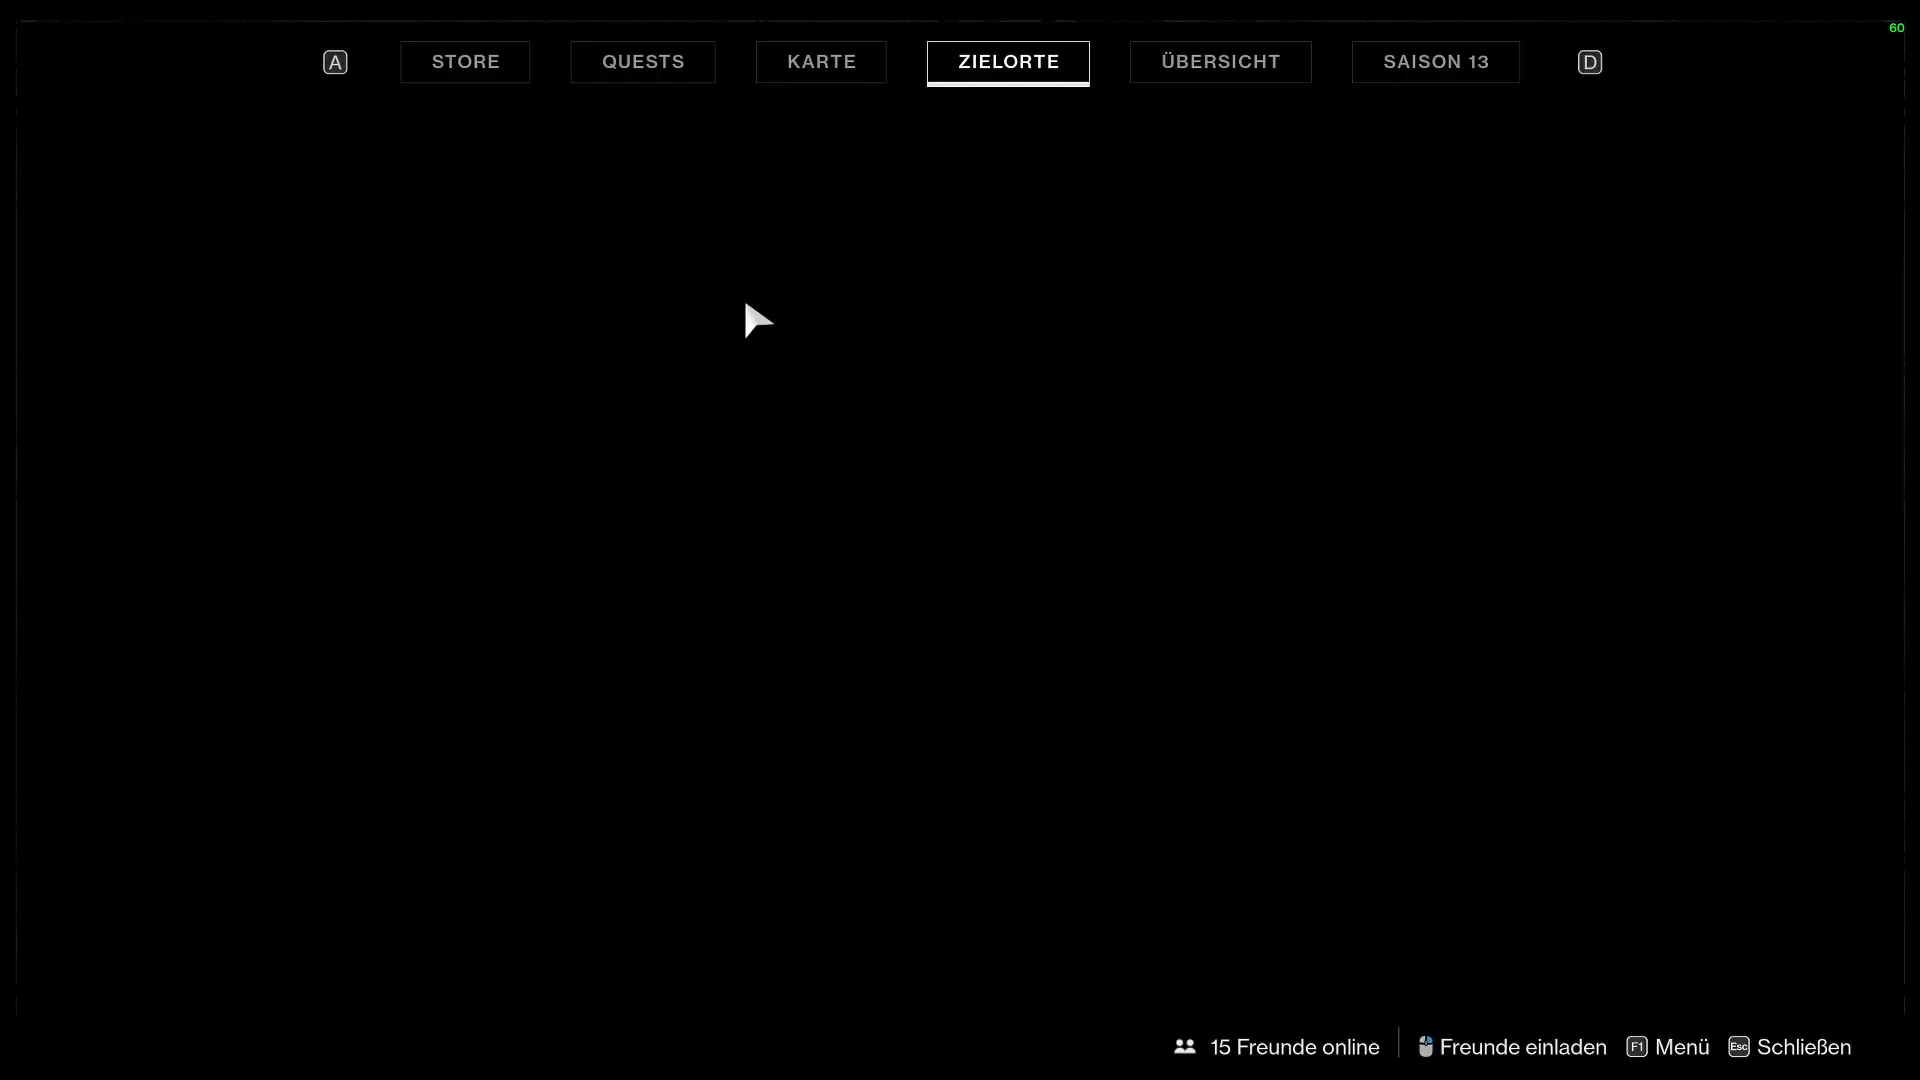 60
A STORE QUESTS KARTE ZIELORTE ÜBERSICHT SAISON 13 D
15 Freunde online Freunde einladen F1 Menü Esc Schließen